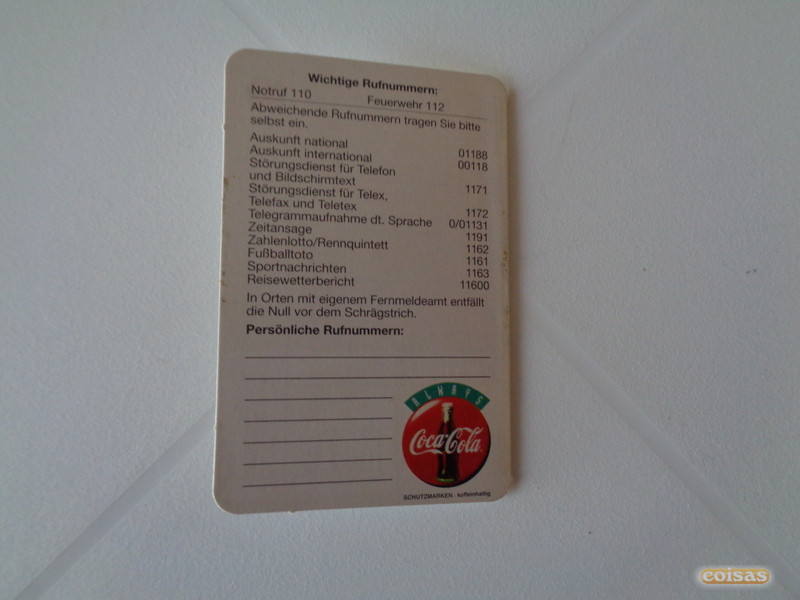 Wichtige Rufnummern:
Notruf 110 Feuerwehr 112
Abweichende Rufnummern tragen Sie bitte
selbst ein.
Auskunft national 01188
Auskunft international 00118
Störungsdienst für Telefon
und Bildschirmtext 1171
Störungsdienst für Telex,
Telefax und Teletex 1172
Telegrammaufnahme dt. Sprache 0/01131
Zeitansage 1191
Zahlenlotto/Rennquintett 1162
Fußballtoto 1161
Sportnachrichten 1163
Reisewetterbericht 11600
In Orten mit eigenem Fernmeldeamt entfällt
die Null vor dem Schrägstrich.
Persönliche Rufnummern:
ALWAYS
Coca-Cola
SCHUTZMARKEN · koffeinhaltig
coisas